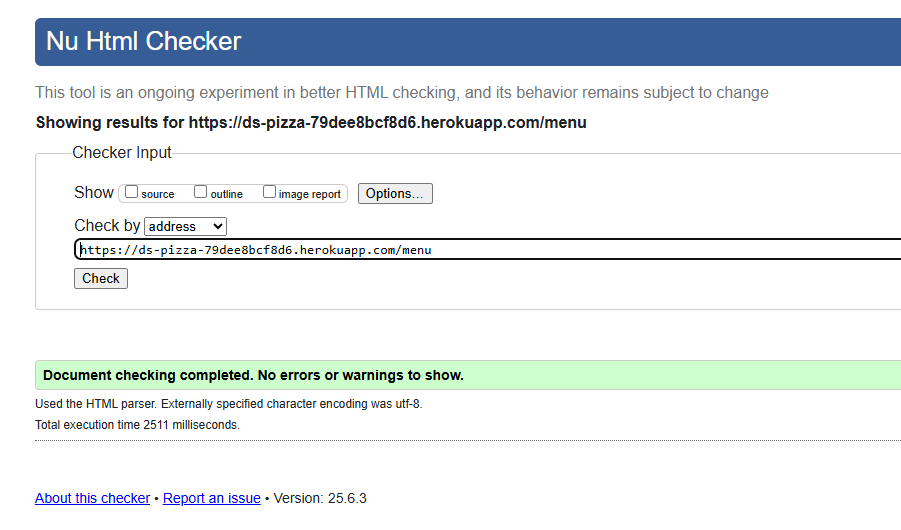 Nu Html Checker
This tool is an ongoing experiment in better HTML checking, and its behavior remains subject to change
Showing results for https://ds-pizza-79dee8bcf8d6.herokuapp.com/menu
Checker Input
Show source outline image report Options...
Check by address
https://ds-pizza-79dee8bcf8d6.herokuapp.com/menu
Check
Document checking completed. No errors or warnings to show.
Used the HTML parser. Externally specified character encoding was utf-8.
Total execution time 2511 milliseconds.
About this checker • Report an issue • Version: 25.6.3